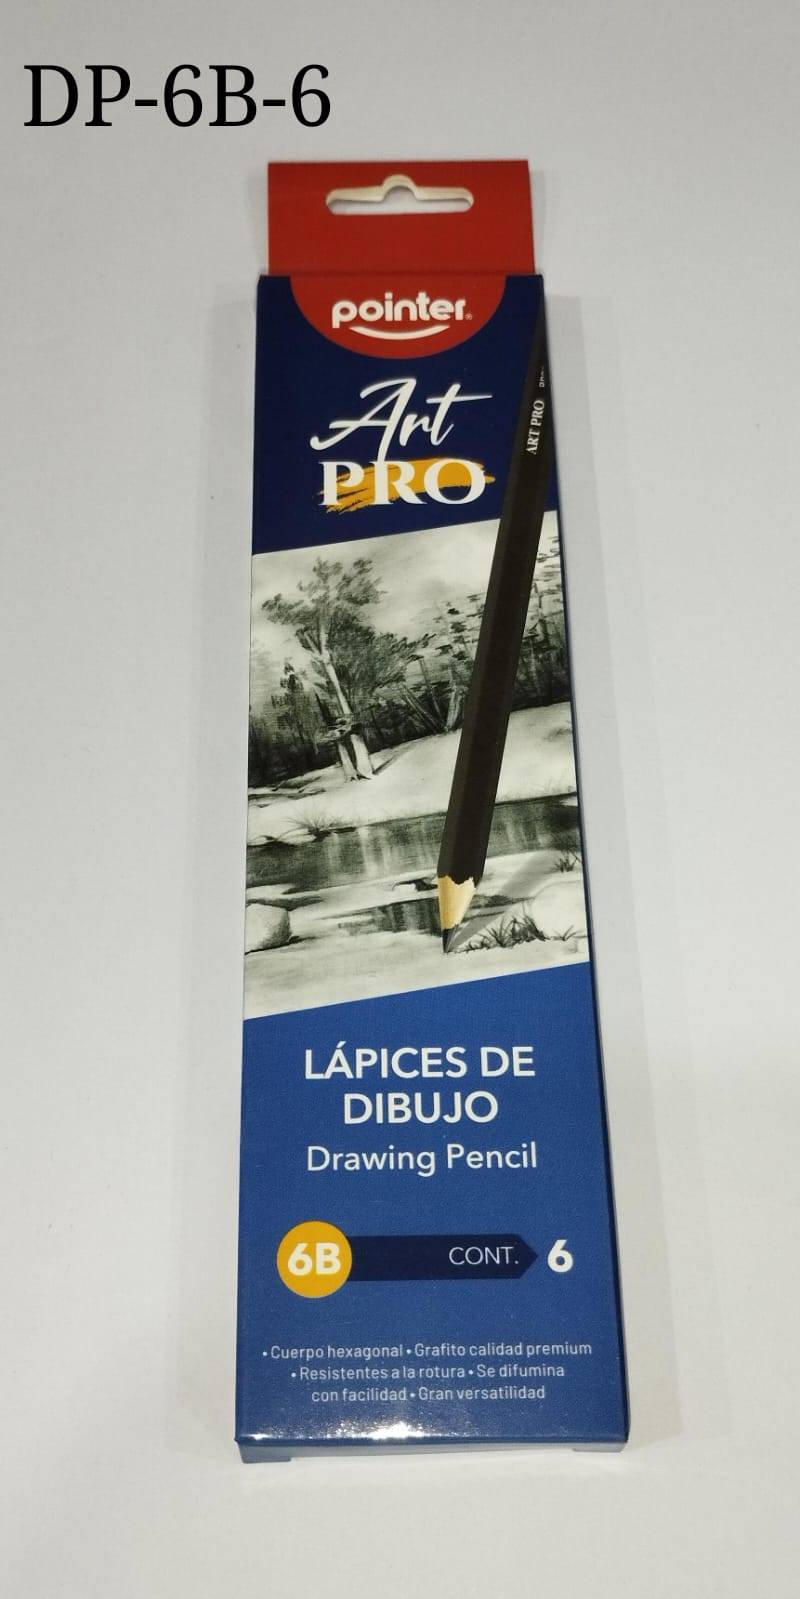 DP-6B-6
pointer®
Art
PRO
ART PRO
LÁPICES DE
DIBUJO
Drawing Pencil
6B CONT. 6
• Cuerpo hexagonal • Grafito calidad premium
• Resistentes a la rotura • Se difumina
con facilidad • Gran versatilidad